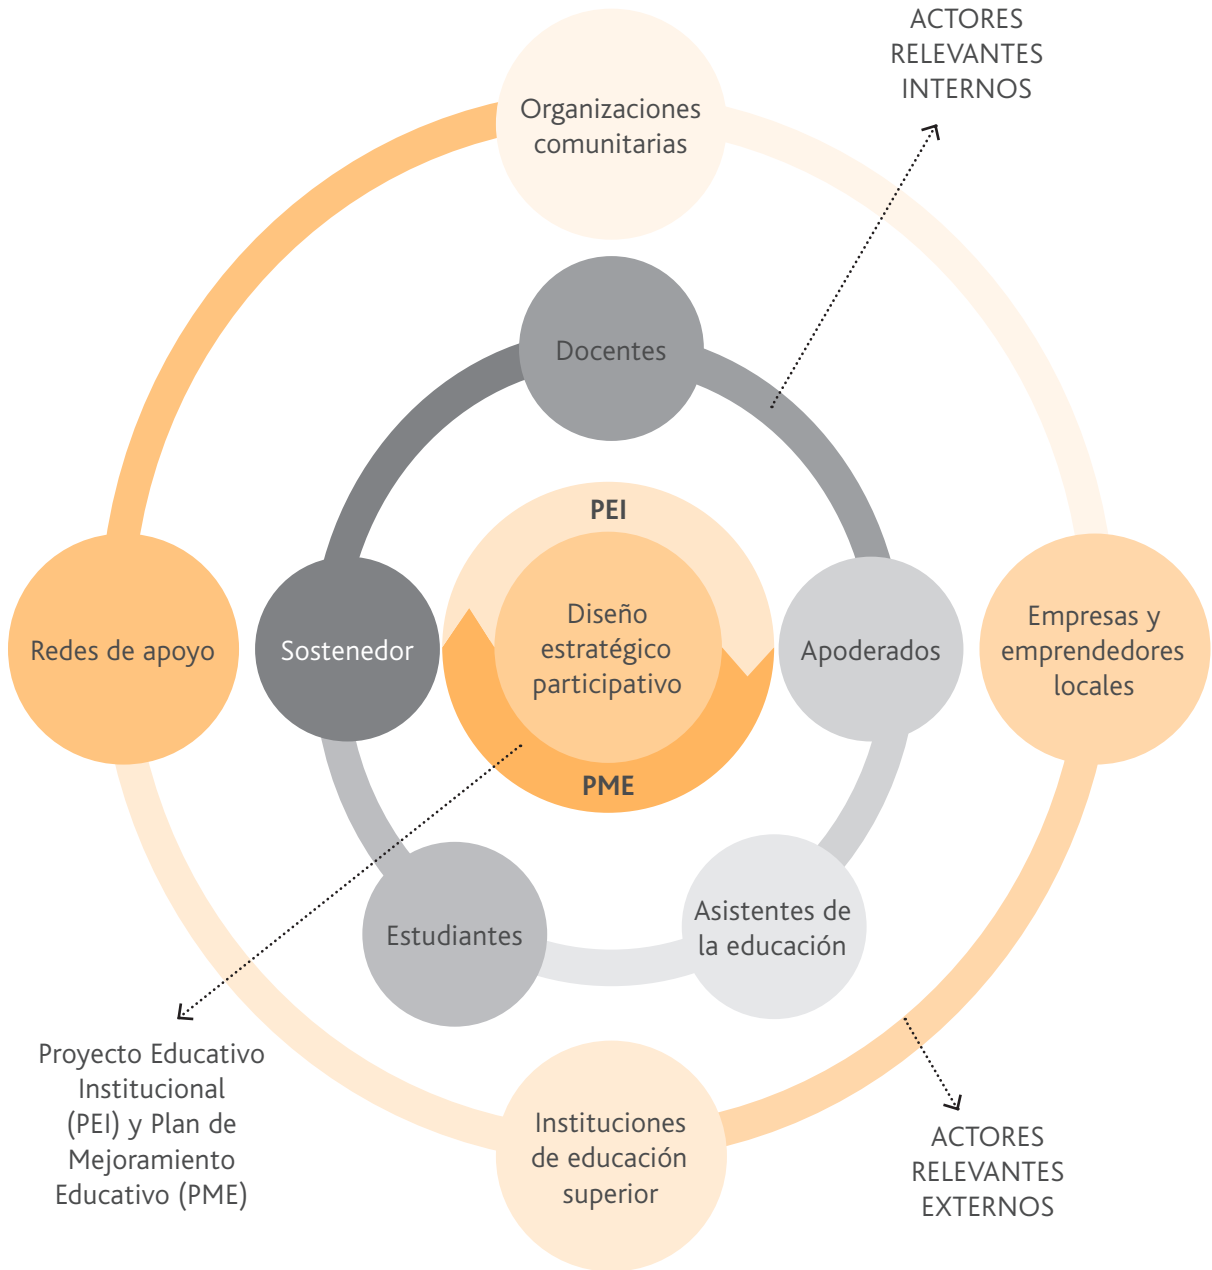 ACTORES
RELEVANTES
INTERNOS
Organizaciones
comunitarias
Docentes
PEI
Diseño
estratégico
participativo
PME
Redes de apoyo
Sostenedor
Apoderados
Empresas y
emprendedores
locales
Estudiantes
Asistentes de
la educación
Proyecto Educativo
Institucional
(PEI) y Plan de
Mejoramiento
Educativo (PME)
Instituciones
de educación
superior
ACTORES
RELEVANTES
EXTERNOS